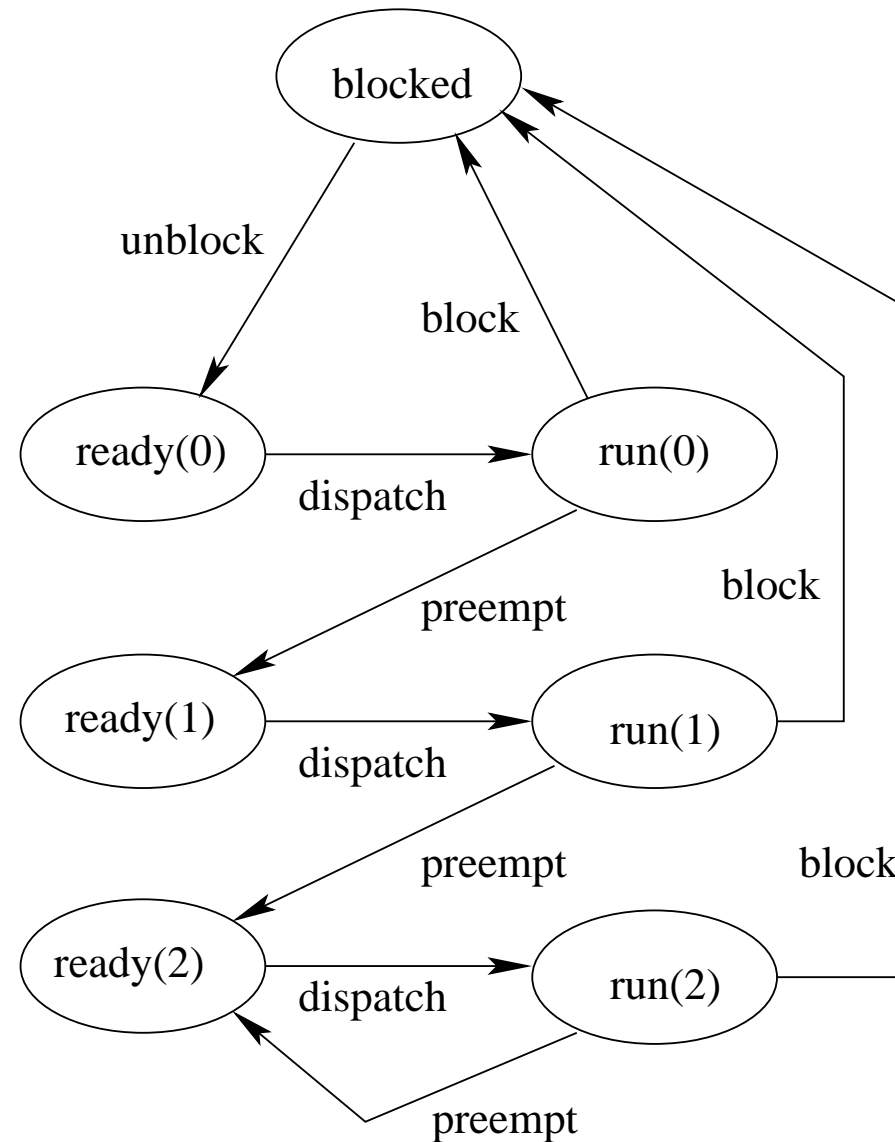 blocked
unblock
block
ready(0)
run(0)
dispatch
preempt
block
ready(1)
run(1)
dispatch
preempt
block
ready(2)
run(2)
dispatch
preempt